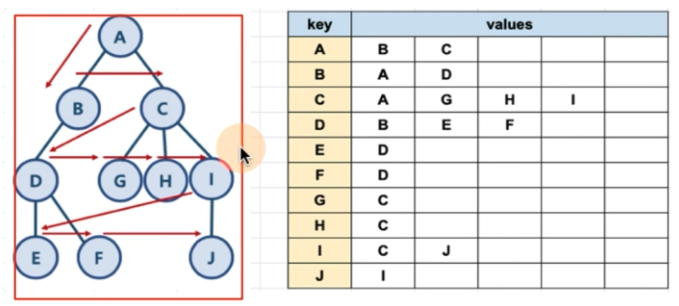 A
B C
D G H I
E F J
key values
A B C
B A D
C A G H I
D B E F
E D
F D
G C
H C
I C J
J I